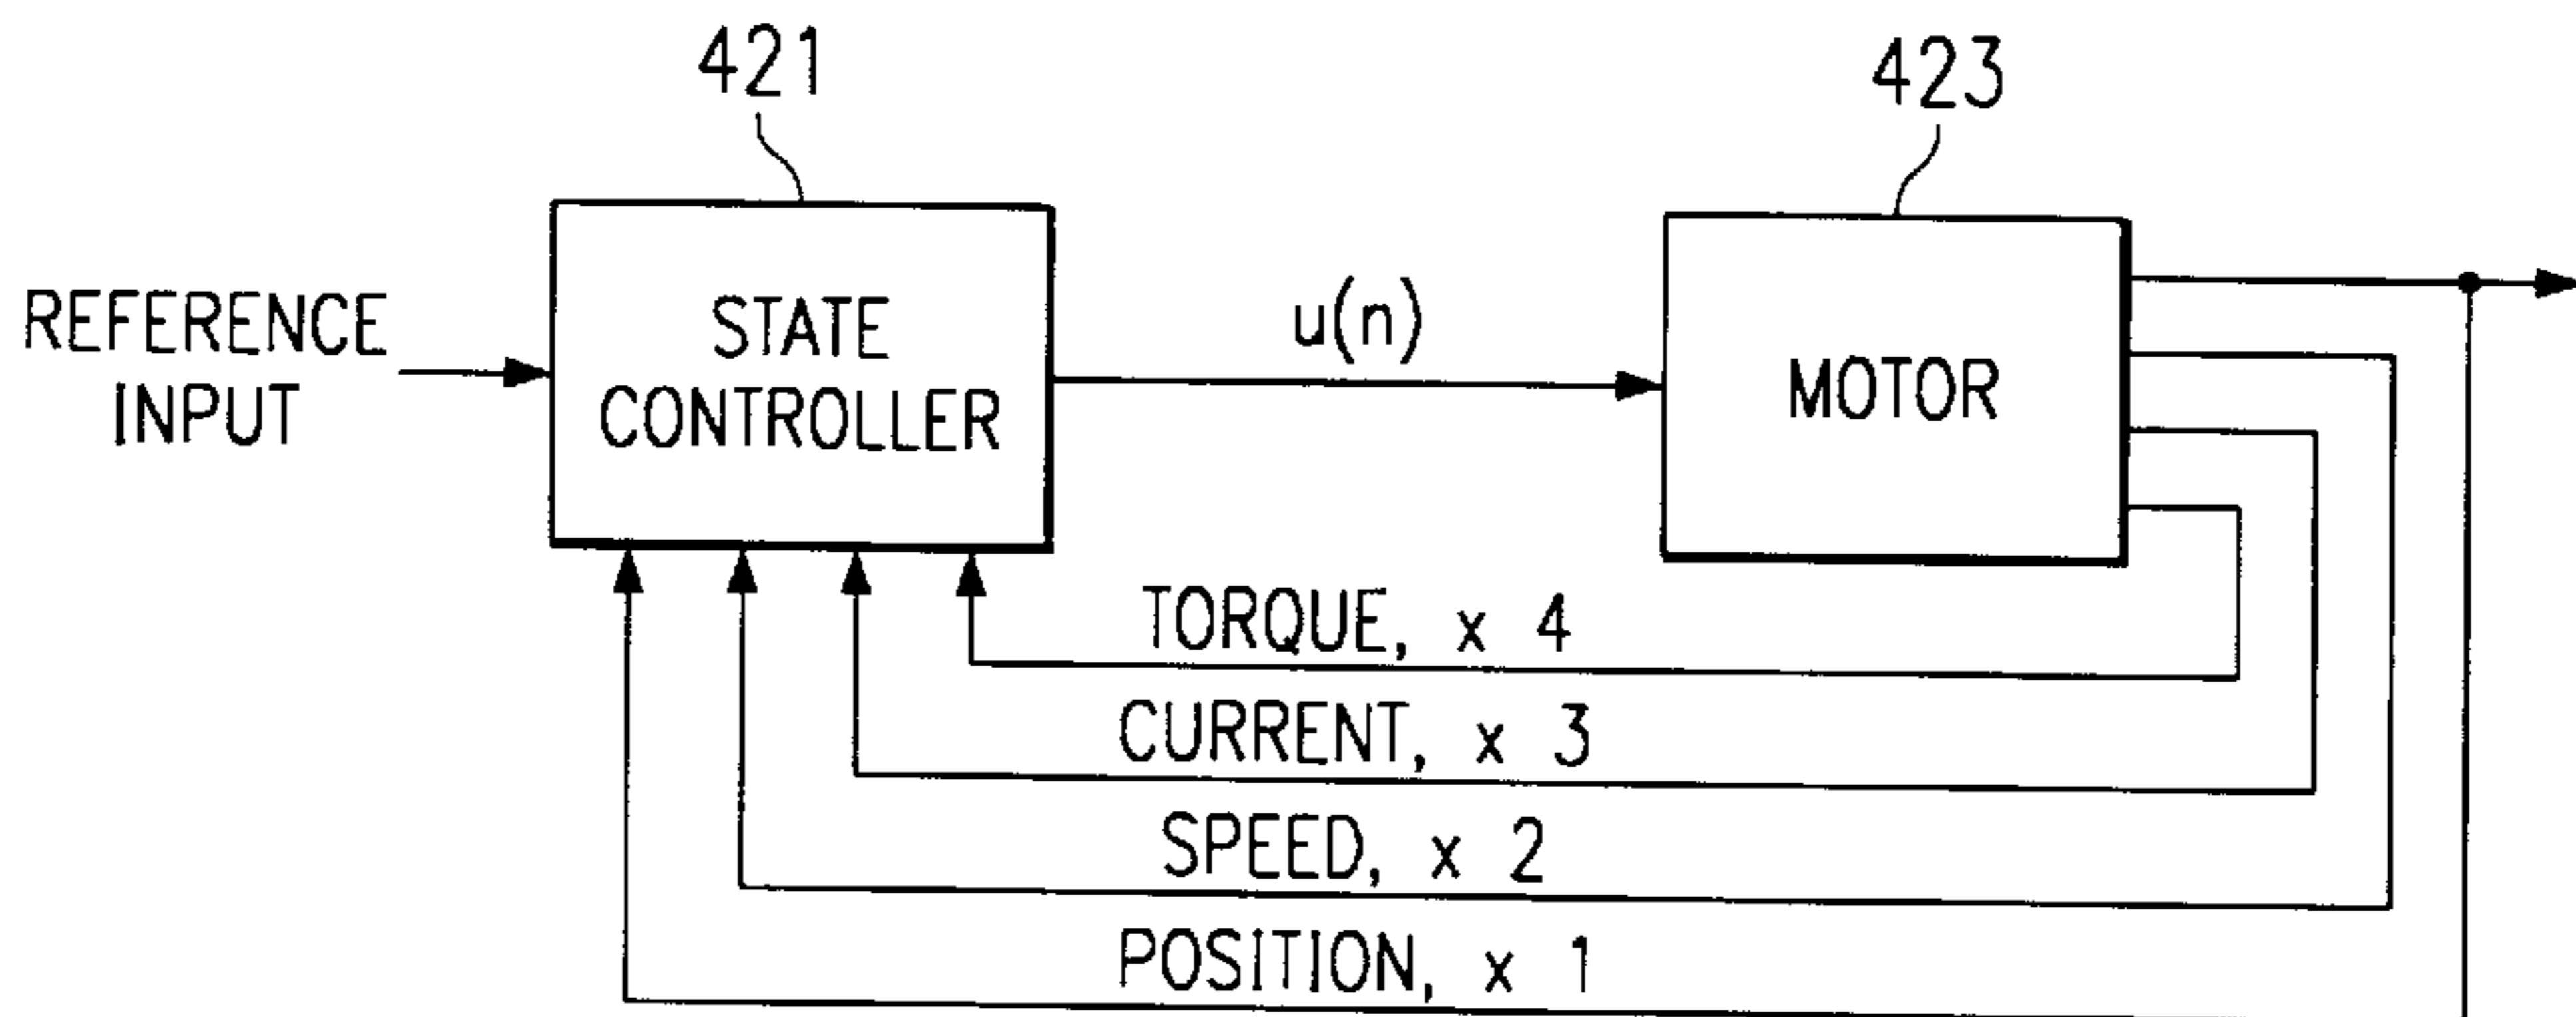 421
423
REFERENCE
INPUT
STATE
CONTROLLER
u(n)
MOTOR
TORQUE, x 4
CURRENT, x 3
SPEED, x 2
POSITION, x 1